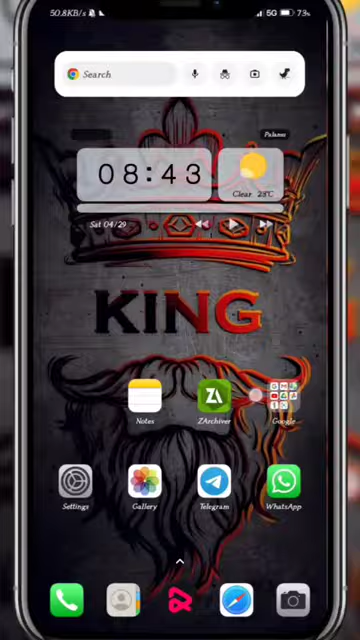 50.8KB/s 5G 73%
Search
Palanas
08:43
Clear 23°C
Sat 04/29
KING
Notes ZArchiver Google
Settings Gallery Telegram WhatsApp